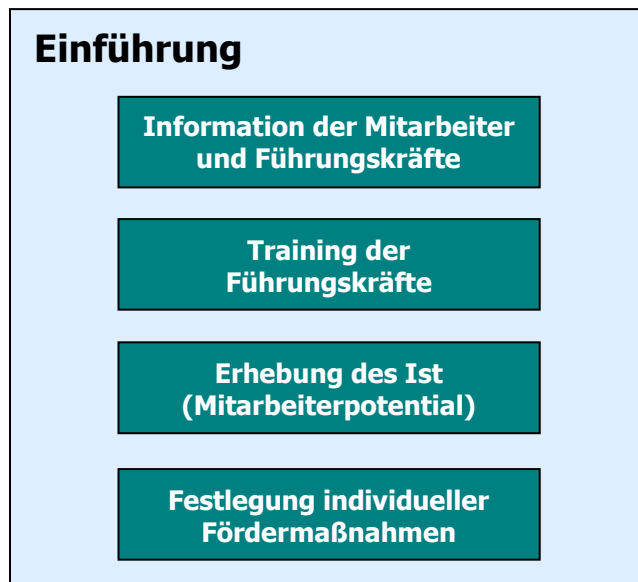 Einführung
Information der Mitarbeiter
und Führungskräfte
Training der
Führungskräfte
Erhebung des Ist
(Mitarbeiterpotential)
Festlegung individueller
Fördermaßnahmen